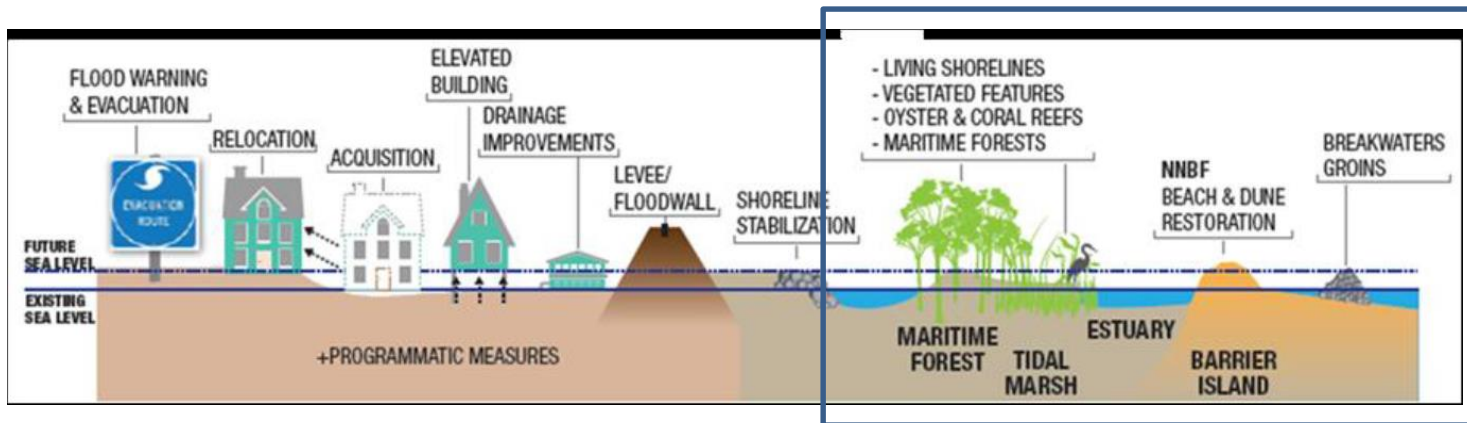 FLOOD WARNING
& EVACUATION
RELOCATION
ACQUISITION
ELEVATED
BUILDING
DRAINAGE
IMPROVEMENTS
LEVEE/
FLOODWALL
SHORELINE
STABILIZATION
- LIVING SHORELINES
- VEGETATED FEATURES
- OYSTER & CORAL REEFS
- MARITIME FORESTS
NNBF
BEACH & DUNE
RESTORATION
BREAKWATERS
GROINS
EVACUATION
ROUTE
FUTURE
SEA LEVEL
EXISTING
SEA LEVEL
+PROGRAMMATIC MEASURES
MARITIME
FOREST
TIDAL
MARSH
ESTUARY
BARRIER
ISLAND